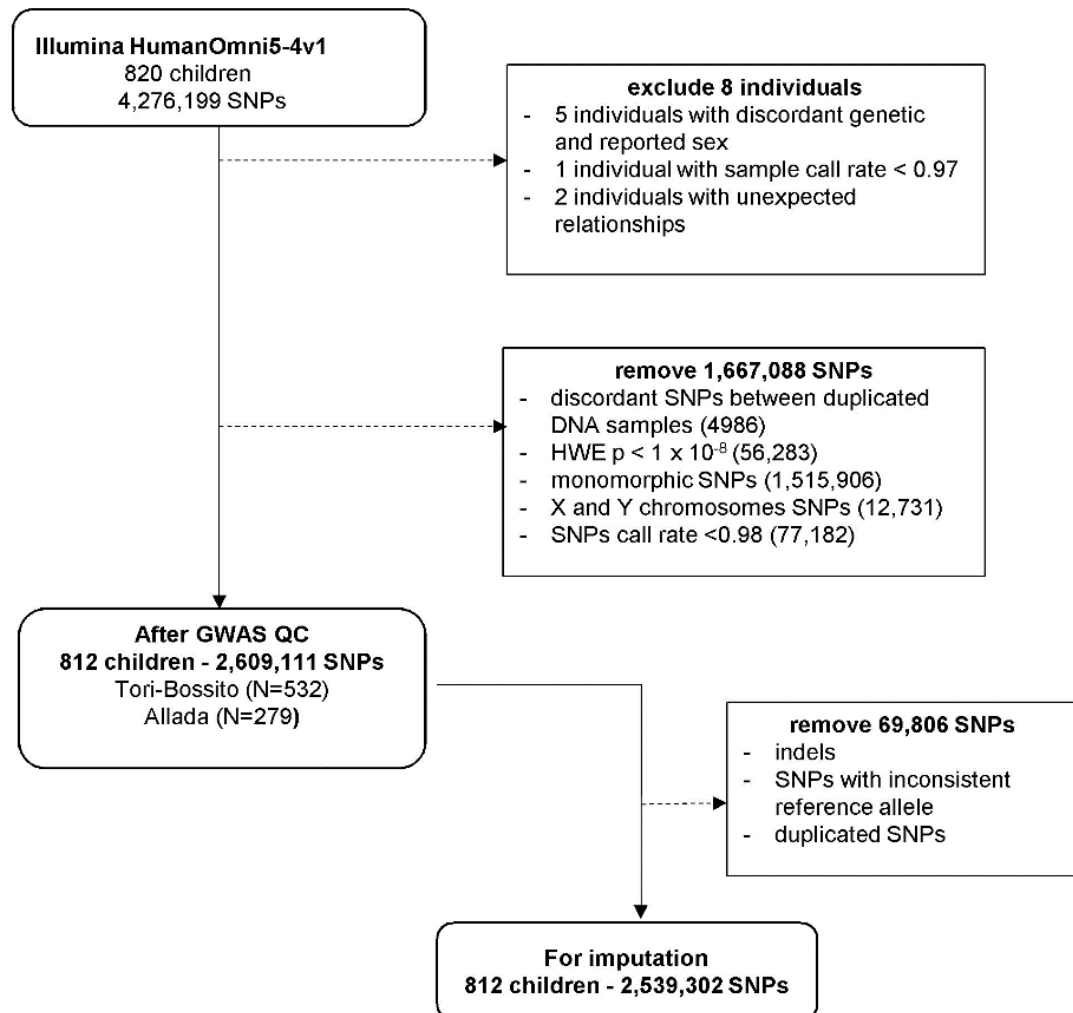 Illumina HumanOmni5-4v1
820 children
4,276,199 SNPs
exclude 8 individuals
- 5 individuals with discordant genetic
and reported sex
- 1 individual with sample call rate < 0.97
- 2 individuals with unexpected
relationships
remove 1,667,088 SNPs
- discordant SNPs between duplicated
DNA samples (4986)
- HWE p < 1 x 10⁻⁸ (56,283)
- monomorphic SNPs (1,515,906)
- X and Y chromosomes SNPs (12,731)
- SNPs call rate <0.98 (77,182)
After GWAS QC
812 children - 2,609,111 SNPs
Tori-Bossito (N=532)
Allada (N=279)
remove 69,806 SNPs
- indels
- SNPs with inconsistent
reference allele
- duplicated SNPs
For imputation
812 children - 2,539,302 SNPs